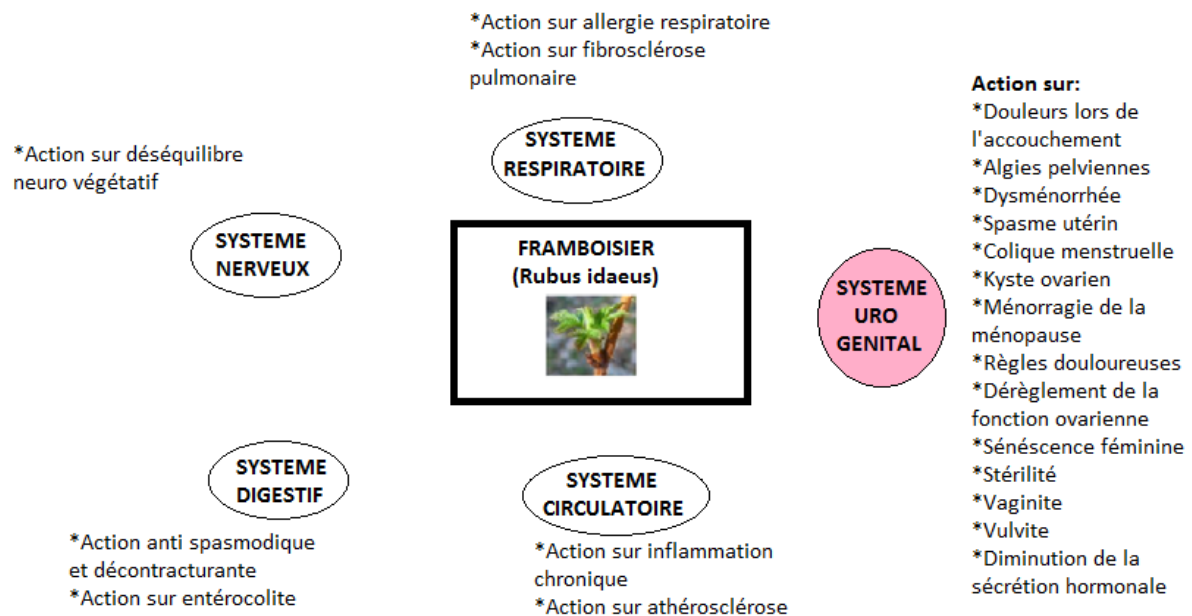 *Action sur allergie respiratoire
*Action sur fibrosclérose
pulmonaire
SYSTEME
RESPIRATOIRE
*Action sur déséquilibre
neuro végétatif
SYSTEME
NERVEUX
FRAMBOISIER
(Rubus idaeus)
SYSTEME
URO
GENITAL
Action sur:
*Douleurs lors de
l'accouchement
*Algies pelviennes
*Dysménorrhée
*Spasme utérin
*Colique menstruelle
*Kyste ovarien
*Ménorragie de la
ménopause
*Règles douloureuses
*Dérèglement de la
fonction ovarienne
*Sénéscence féminine
*Stérilité
*Vaginite
*Vulvite
*Diminution de la
sécrétion hormonale
SYSTEME
DIGESTIF
*Action anti spasmodique
et décontracturante
*Action sur entérocolite
SYSTEME
CIRCULATOIRE
*Action sur inflammation
chronique
*Action sur athérosclérose